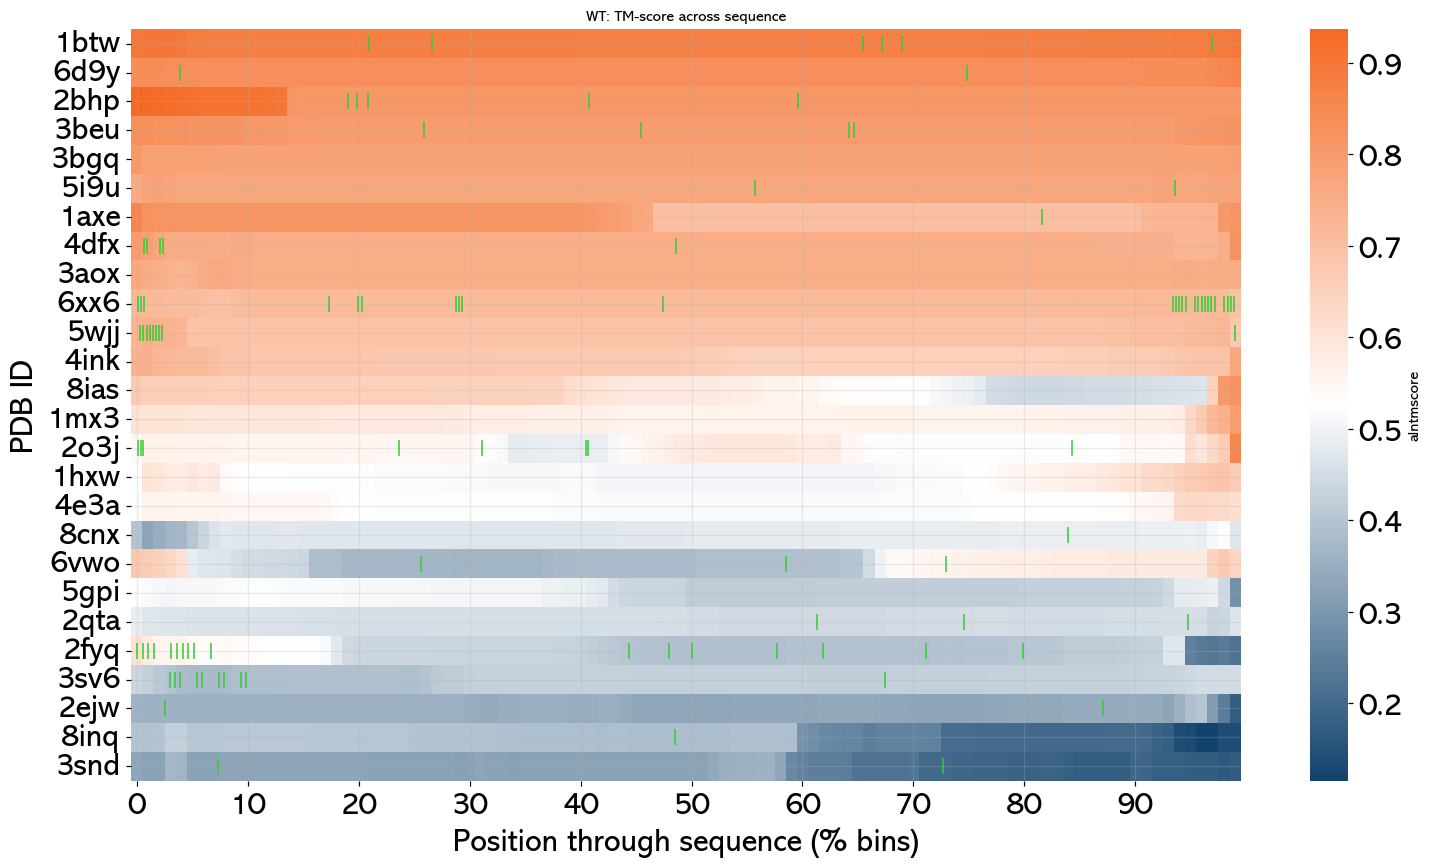 WT: TM-score across sequence
1btw
6d9y
2bhp
3beu
3bgq
5i9u
1axe
4dfx
3aox
6xx6
5wjj
4ink
8ias
1mx3
2o3j
1hxw
4e3a
8cnx
6vwo
5gpi
2qta
2fyq
3sv6
2ejw
8inq
3snd
PDB ID
0 10 20 30 40 50 60 70 80 90
Position through sequence (% bins)
0.9
0.8
0.7
0.6
0.5
0.4
0.3
0.2
alntmscore